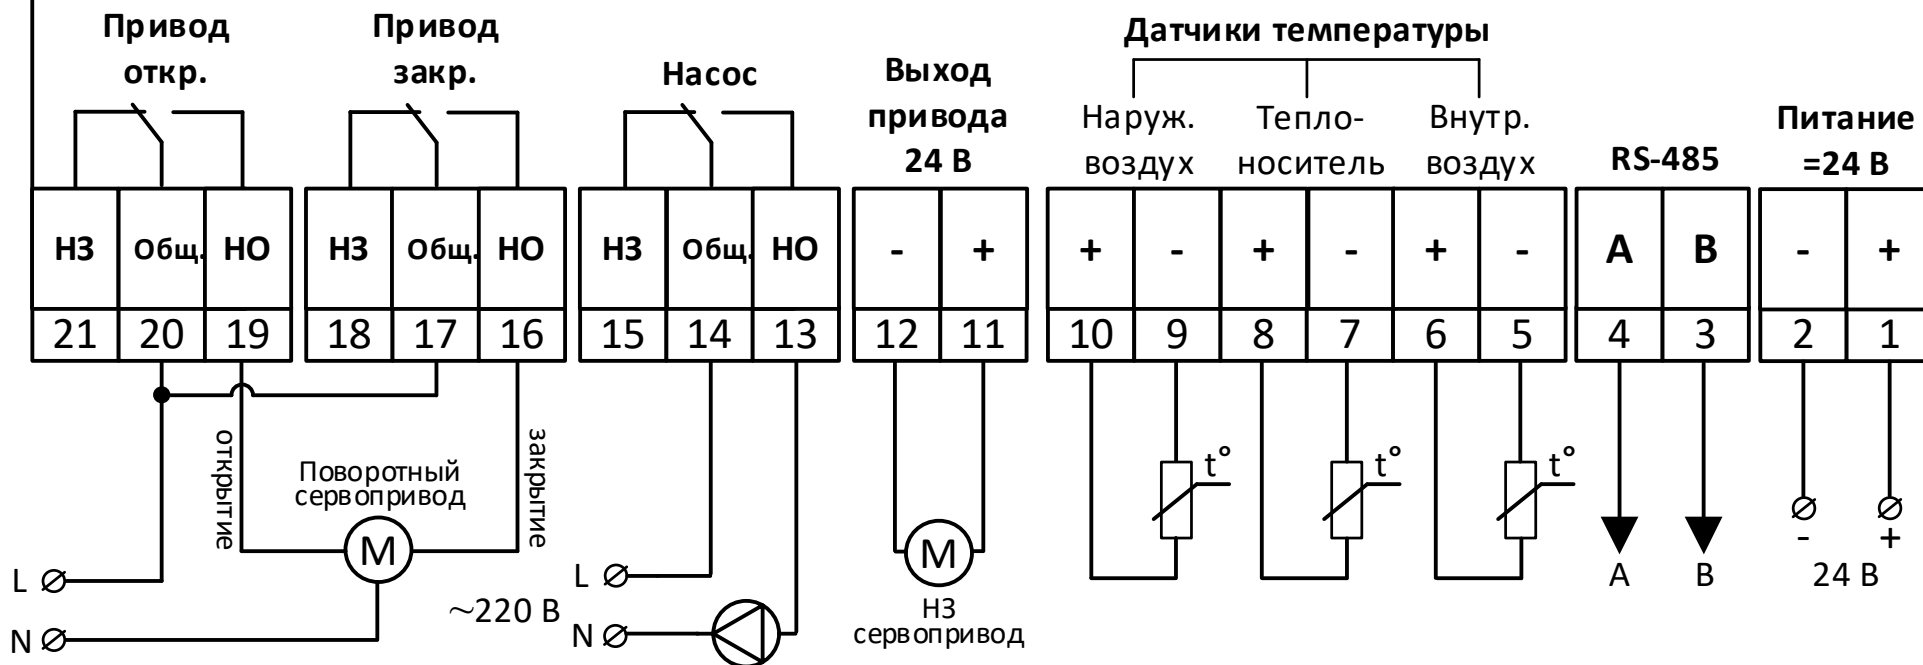 Привод
откр.
Привод
закр.
Насос
Выход
привода
24 В
Датчики температуры
Наруж.
воздух
Тепло-
носитель
Внутр.
воздух
RS-485
Питание
=24 В
НЗ Общ. НО НЗ Общ. НО НЗ Общ. НО - + + - + - + - A B - +
21 20 19 18 17 16 15 14 13 12 11 10 9 8 7 6 5 4 3 2 1
открытие
Поворотный
сервопривод
закрытие
M
L
N
~220 В
L
N
M
НЗ
сервопривод
t°
t°
t°
A
B
- +
24 В